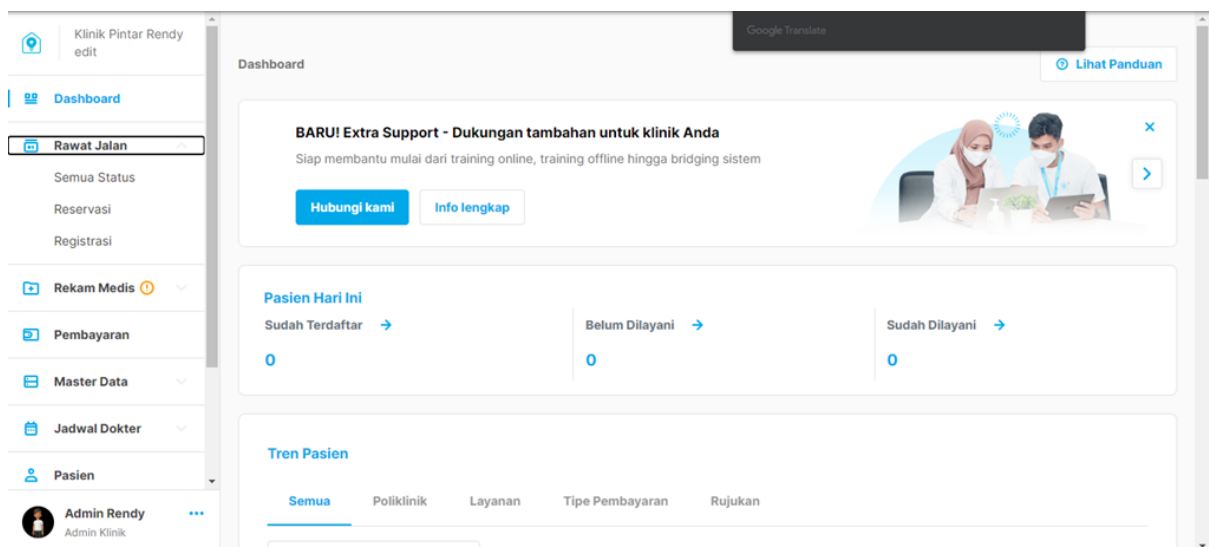 Klinik Pintar Rendy
edit
Dashboard
Rawat Jalan
Semua Status
Reservasi
Registrasi
Rekam Medis
Pembayaran
Master Data
Jadwal Dokter
Pasien
Admin Rendy
Admin Klinik
Google Translate
Dashboard
Lihat Panduan
BARU! Extra Support - Dukungan tambahan untuk klinik Anda
Siap membantu mulai dari training online, training offline hingga bridging sistem
Hubungi kami Info lengkap
Pasien Hari Ini
Sudah Terdaftar Belum Dilayani Sudah Dilayani
0 0 0
Tren Pasien
Semua Poliklinik Layanan Tipe Pembayaran Rujukan